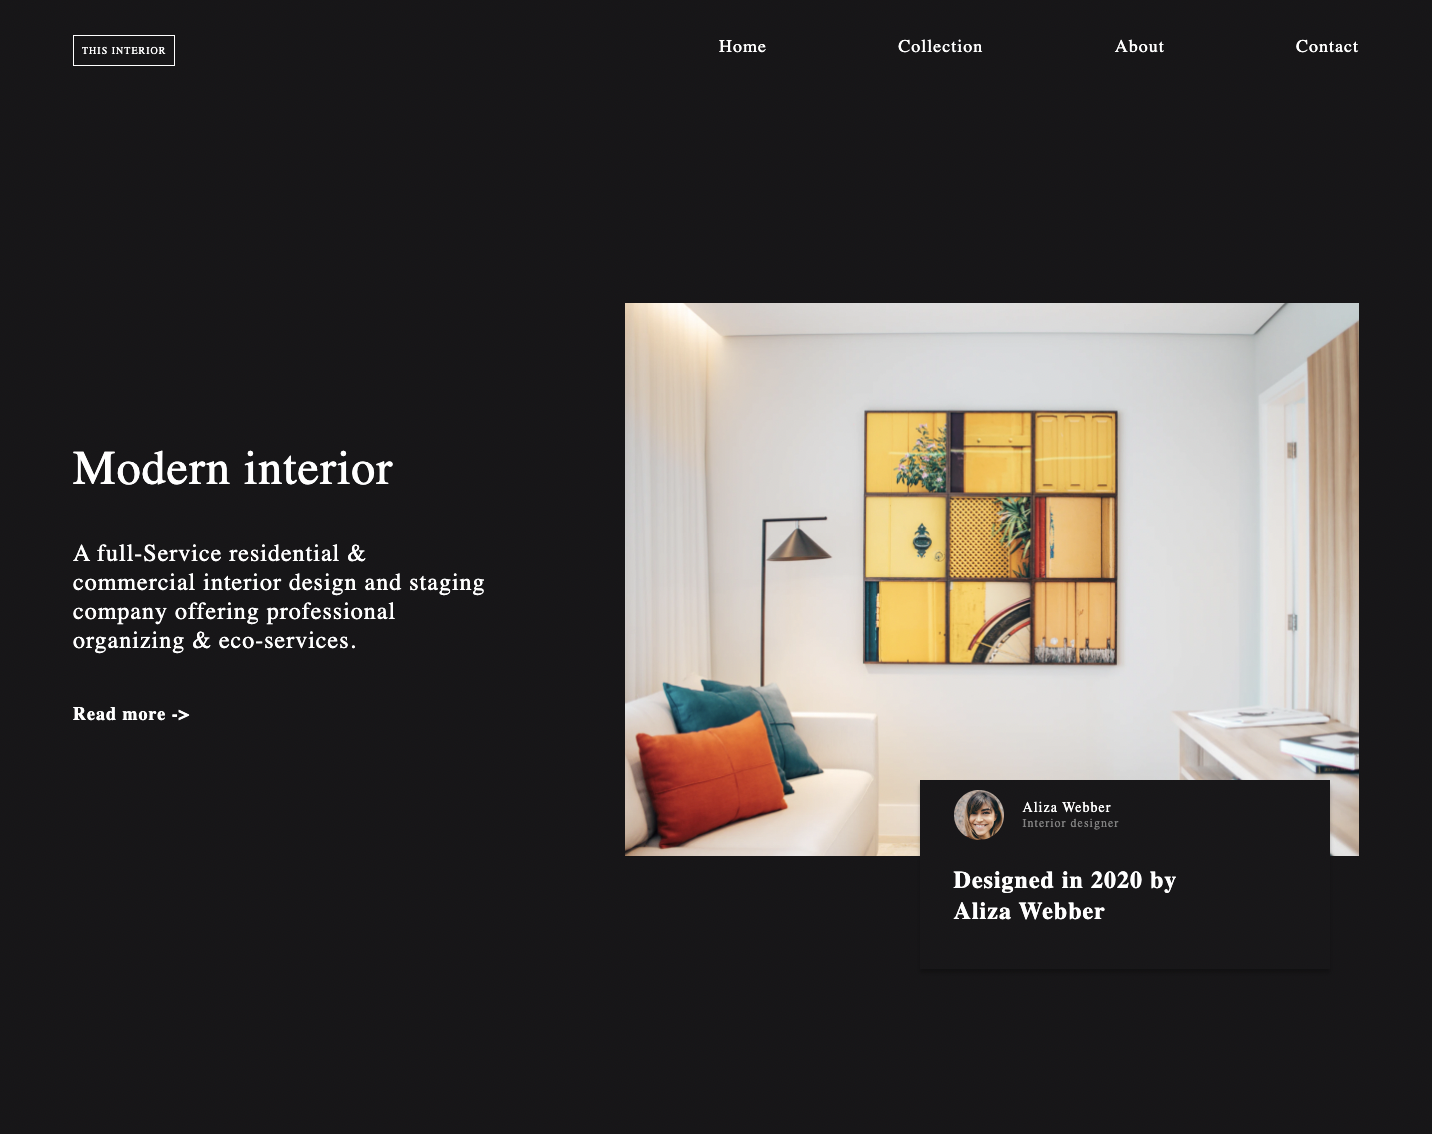 THIS INTERIOR
Home
Collection
About
Contact
Modern interior
A full-Service residential &
commercial interior design and staging
company offering professional
organizing & eco-services.
Read more ->
Aliza Webber
Interior designer
Designed in 2020 by
Aliza Webber